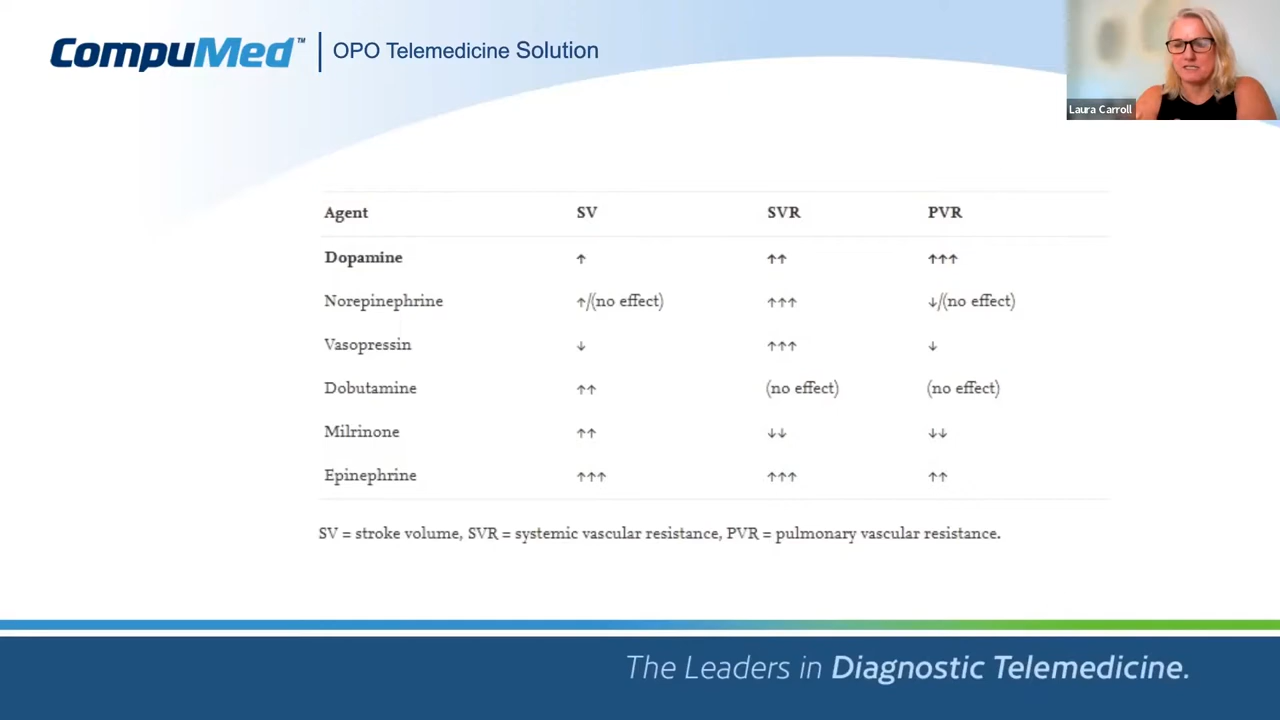 CompuMed™ | OPO Telemedicine Solution
Laura Carroll
Agent SV SVR PVR
Dopamine ↑ ↑↑ ↑↑↑
Norepinephrine ↑/(no effect) ↑↑↑ ↓/(no effect)
Vasopressin ↓ ↑↑↑ ↓
Dobutamine ↑↑ (no effect) (no effect)
Milrinone ↑↑ ↓↓ ↓↓
Epinephrine ↑↑↑ ↑↑↑ ↑↑
SV = stroke volume, SVR = systemic vascular resistance, PVR = pulmonary vascular resistance.
The Leaders in Diagnostic Telemedicine.